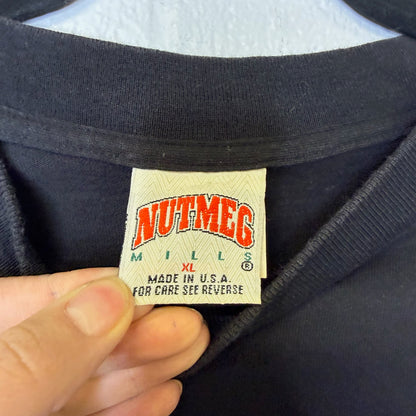 NUTMEG
MILLS
XL ®
MADE IN U.S.A.
FOR CARE SEE REVERSE